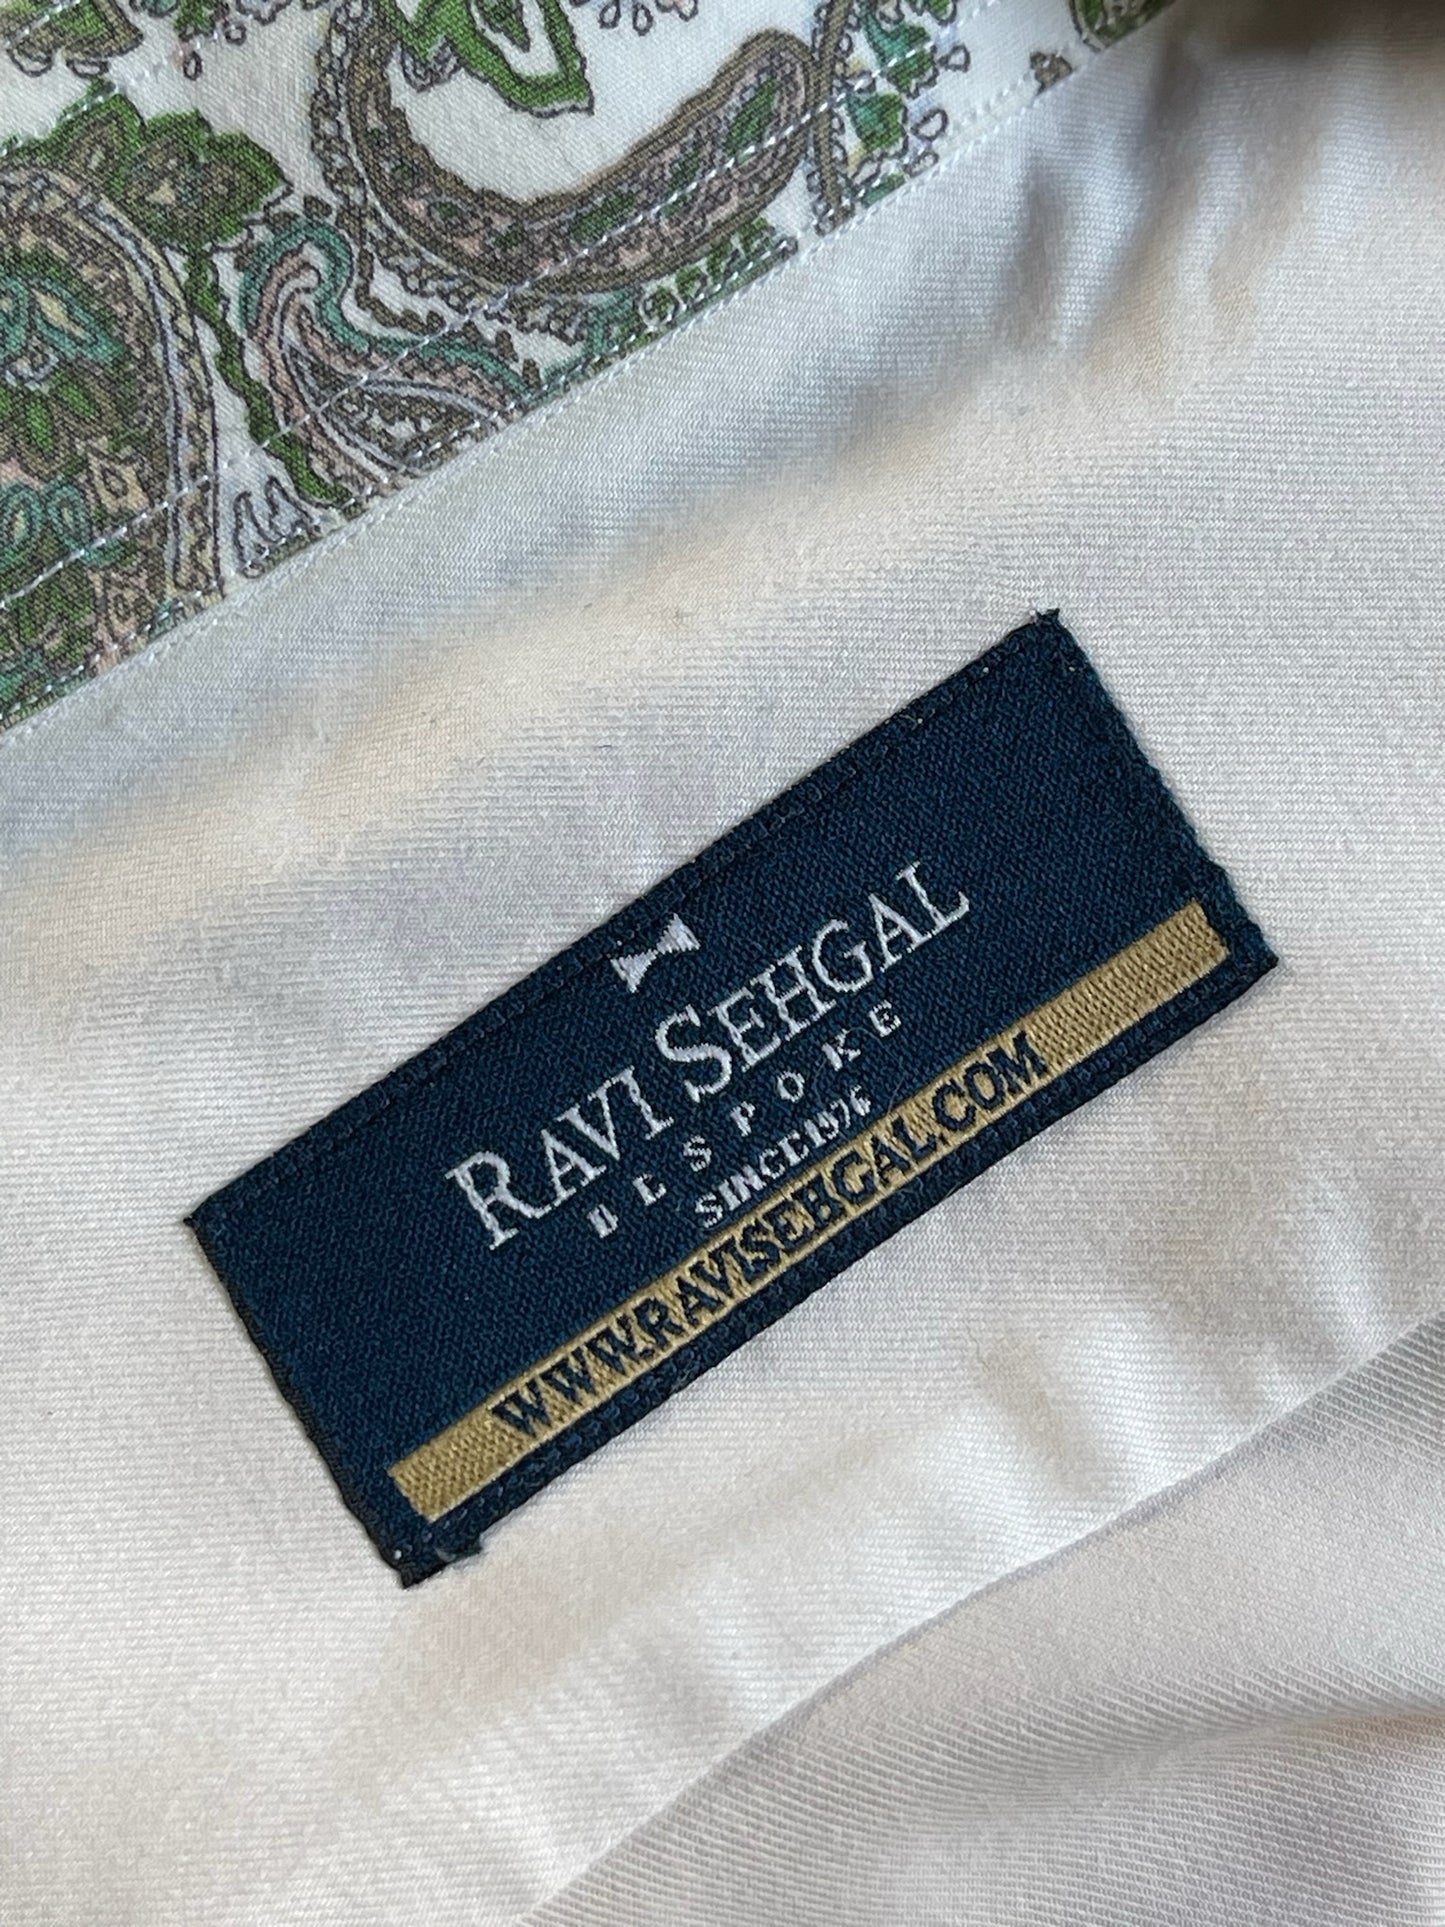 RAVI SEHGAL
BESPOKE
SINCE 1976
WWW.RAVISEHGAL.COM